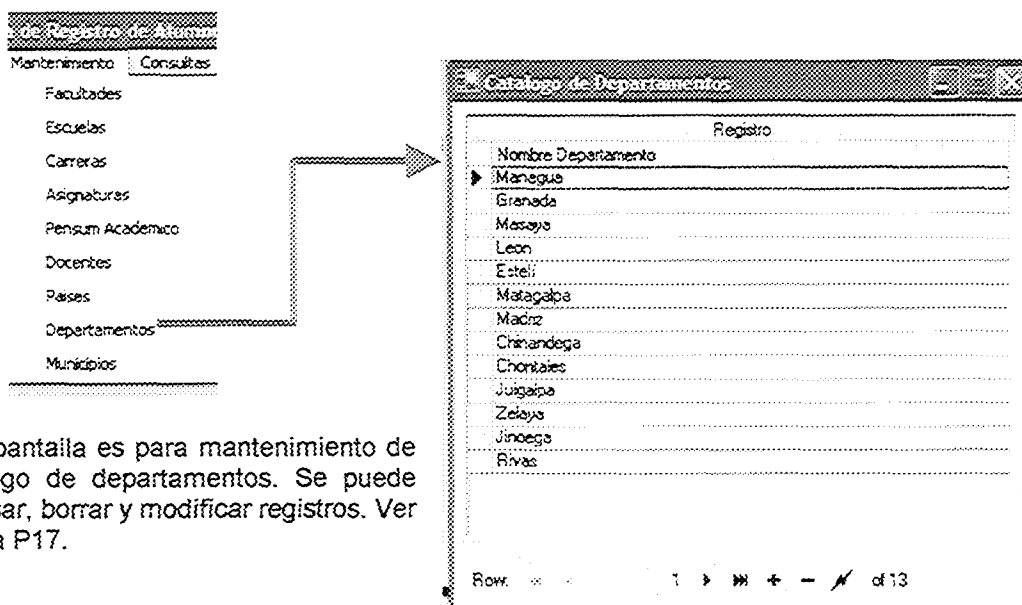 de Registro de Alumn
Mantenimiento Consultas
Facultades
Escuelas
Carreras
Asignaturas
Pensum Academico
Docentes
Paises
Departamentos
Municipios
pantalla es para mantenimiento de
go de departamentos. Se puede
sar, borrar y modificar registros. Ver
a P17.
Catalogo de Departamentos
Registro
Nombre Departamento
Managua
Granada
Masaya
Leon
Estelí
Matagalpa
Madriz
Chinandega
Chontales
Juigalpa
Zelaya
Jinoega
Rivas
Row: 1 of 13